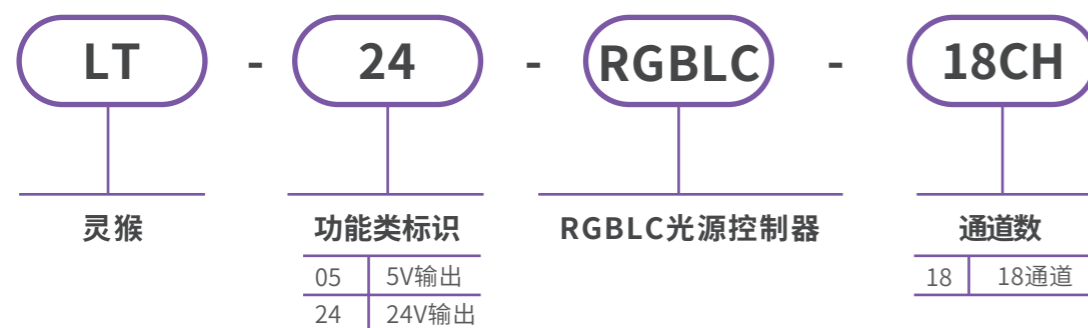 LT - 24 - RGBLC - 18CH
灵猴 功能类标识 RGBLC光源控制器 通道数
05 5V输出 18 18通道
24 24V输出